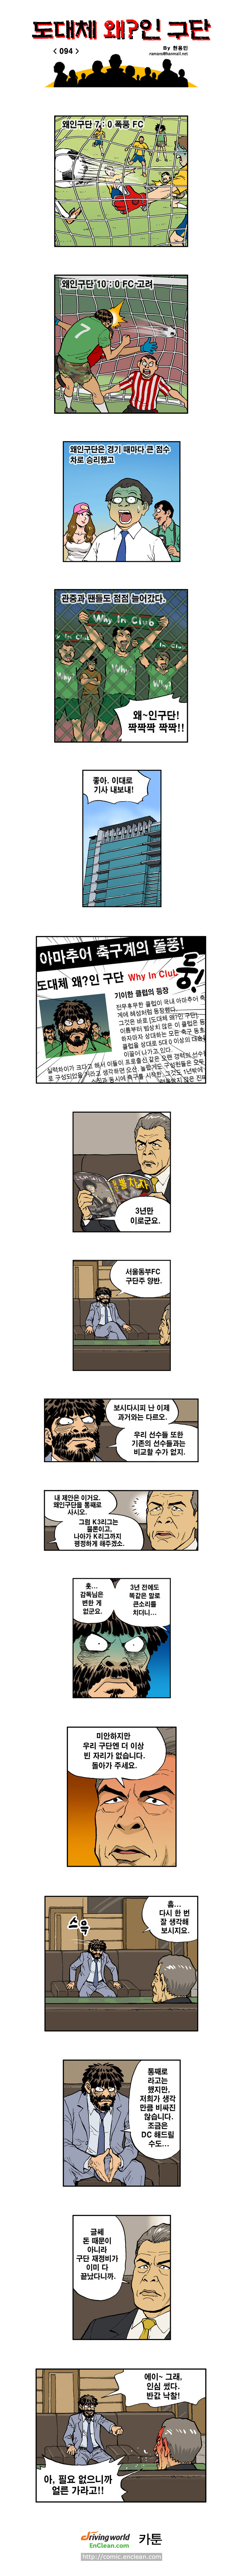 도대체 왜?인 구단
< 094 >
By 현용민
왜인구단 7 : 0 폭풍 FC
왜인구단 10 : 0 FC 고려
7
왜인구단은 경기 때마다 큰 점수
차로 승리했고
관중과 팬들도 점점 늘어갔다.
Way In Club
Why!
왜~인구단!
짝짝짝 짝짝!!
좋아. 이대로
기사 내보내!
아마추어 축구계의 돌풍!
도대체 왜?인 구단 Why In Club
둥!
기이한 클럽의 등장
3년만
이로군요.
서울동부FC
구단주 양반.
보시다시피 난 이제
과거와는 다르오.
우리 선수들 또한
기존의 선수들과는
비교할 수가 없지.
내 제안은 이거요.
왜인구단을 통째로
사시오.
그럼 K3리그는
물론이고,
나아가 K리그까지
평정하게 해주겠소.
훗...
감독님은
변한 게
없군요.
3년 전에도
똑같은 말로
큰소리를
치더니...
미안하지만
우리 구단엔 더 이상
빈 자리가 없습니다.
돌아가 주세요.
스윽
흠...
다시 한 번
잘 생각해
보시지요.
통째로
라고는
했지만,
저희가 생각
만큼 비싸진
않습니다.
조금은
DC 해드릴
수도...
글쎄
돈 때문이
아니라
구단 재정비가
이미 다
끝났다니까.
에이~ 그래.
인심 썼다.
반값 낙찰!
아, 필요 없으니까
얼른 가라고!!
driving world
EnClean.com
카툰
http://comic.enclean.com